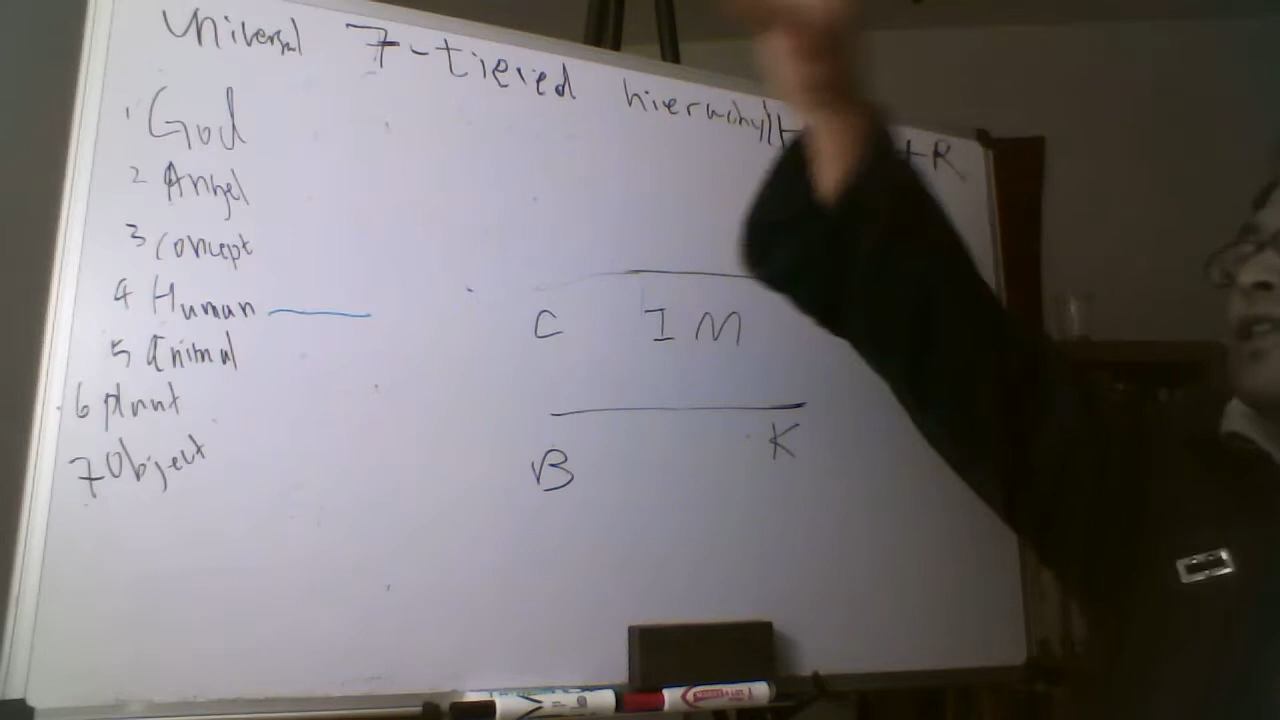 Universal 7-tiered hierarchy
+R
1 God
2 Angel
3 Concept
4 Human
5 Animal
6 plant
7 Object
C I M
B K